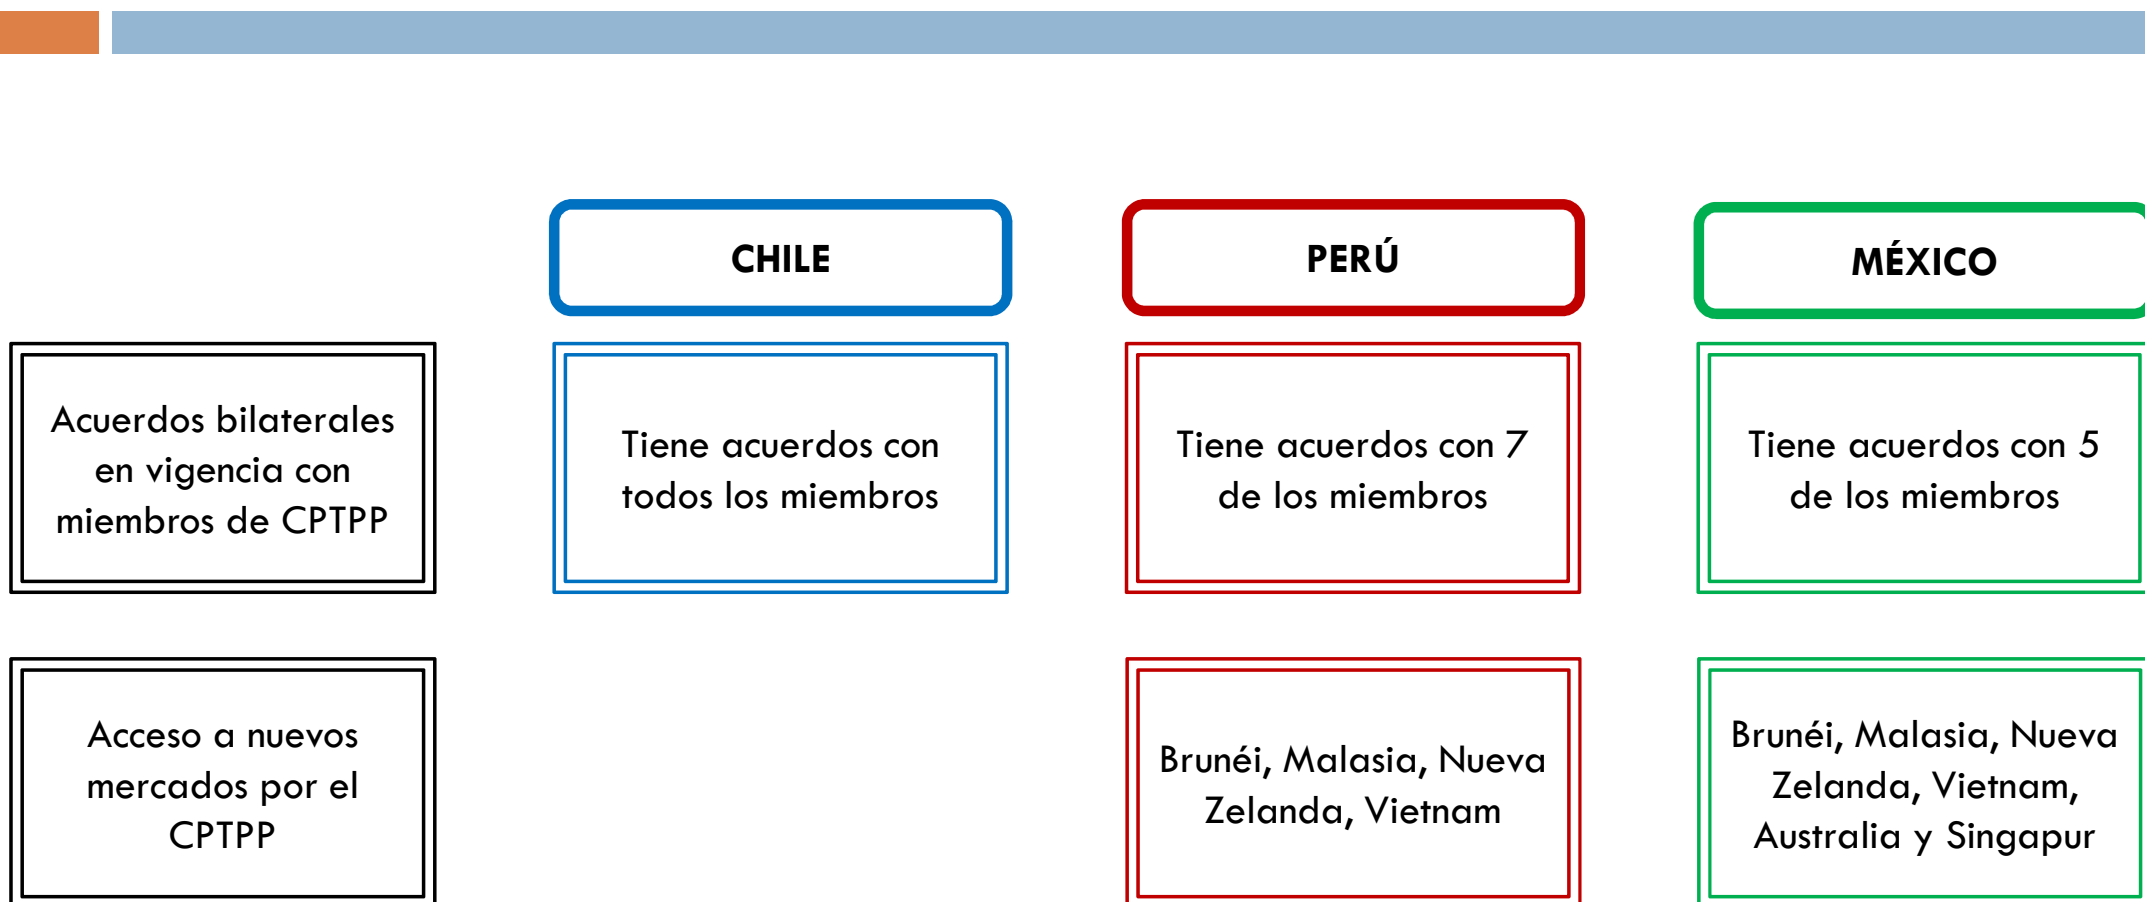 CHILE
PERÚ
MÉXICO
Acuerdos bilaterales
en vigencia con
miembros de CPTPP
Tiene acuerdos con
todos los miembros
Tiene acuerdos con 7
de los miembros
Tiene acuerdos con 5
de los miembros
Acceso a nuevos
mercados por el
CPTPP
Brunéi, Malasia, Nueva
Zelanda, Vietnam
Brunéi, Malasia, Nueva
Zelanda, Vietnam,
Australia y Singapur